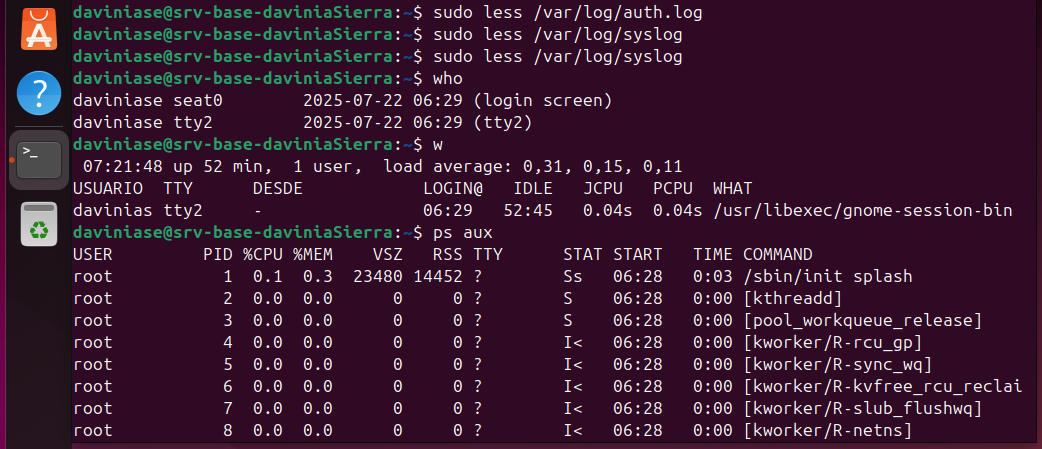 daviniase@srv-base-daviniaSierra:~$ sudo less /var/log/auth.log
daviniase@srv-base-daviniaSierra:~$ sudo less /var/log/syslog
daviniase@srv-base-daviniaSierra:~$ sudo less /var/log/syslog
daviniase@srv-base-daviniaSierra:~$ who
daviniase seat0        2025-07-22 06:29 (login screen)
daviniase tty2         2025-07-22 06:29 (tty2)
daviniase@srv-base-daviniaSierra:~$ w
 07:21:48 up 52 min,  1 user,  load average: 0,31, 0,15, 0,11
USUARIO  TTY      DESDE            LOGIN@   IDLE   JCPU   PCPU  WHAT
davinias tty2     -                06:29   52:45   0.04s  0.04s /usr/libexec/gnome-session-bin
daviniase@srv-base-daviniaSierra:~$ ps aux
USER         PID %CPU %MEM    VSZ   RSS TTY      STAT START   TIME COMMAND
root           1  0.1  0.3  23480 14452 ?        Ss   06:28   0:03 /sbin/init splash
root           2  0.0  0.0      0     0 ?        S    06:28   0:00 [kthreadd]
root           3  0.0  0.0      0     0 ?        S    06:28   0:00 [pool_workqueue_release]
root           4  0.0  0.0      0     0 ?        I<   06:28   0:00 [kworker/R-rcu_gp]
root           5  0.0  0.0      0     0 ?        I<   06:28   0:00 [kworker/R-sync_wq]
root           6  0.0  0.0      0     0 ?        I<   06:28   0:00 [kworker/R-kvfree_rcu_reclai
root           7  0.0  0.0      0     0 ?        I<   06:28   0:00 [kworker/R-slub_flushwq]
root           8  0.0  0.0      0     0 ?        I<   06:28   0:00 [kworker/R-netns]